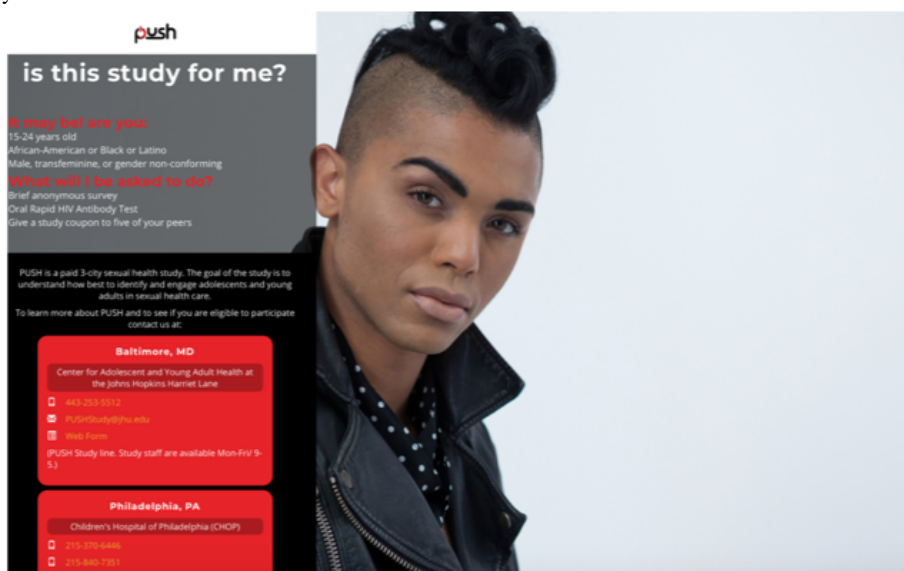 push
is this study for me?
It may be! are you:
15-24 years old
African-American or Black or Latino
Male, transfeminine, or gender non-conforming
What will I be asked to do?
Brief anonymous survey
Oral Rapid HIV Antibody Test
Give a study coupon to five of your peers
PUSH is a paid 3-city sexual health study. The goal of the study is to
understand how best to identify and engage adolescents and young
adults in sexual health care.
To learn more about PUSH and to see if you are eligible to participate
contact us at:
Baltimore, MD
Center for Adolescent and Young Adult Health at
the Johns Hopkins Harriet Lane
443-253-5512
PUSHStudy@jhu.edu
Web Form
(PUSH Study line. Study staff are available Mon-Fri/ 9-
5.)
Philadelphia, PA
Children's Hospital of Philadelphia (CHOP)
215-370-6446
215-840-7351